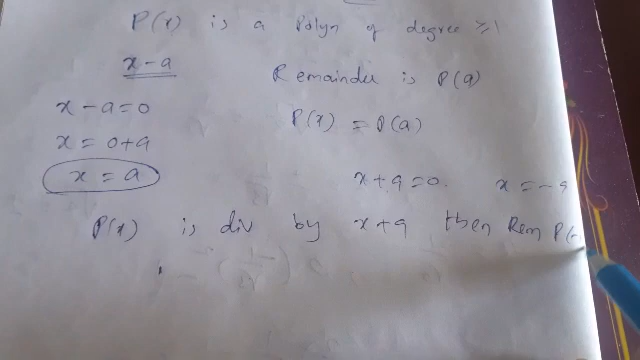 P(x) is a Polyn of degree ≥1
x-a
Remainder is P(a)
x-a=0
P(x) = P(a)
x = 0+a
x = a
x+a=0. x=-a
P(x) is div by x+a then Rem P(-